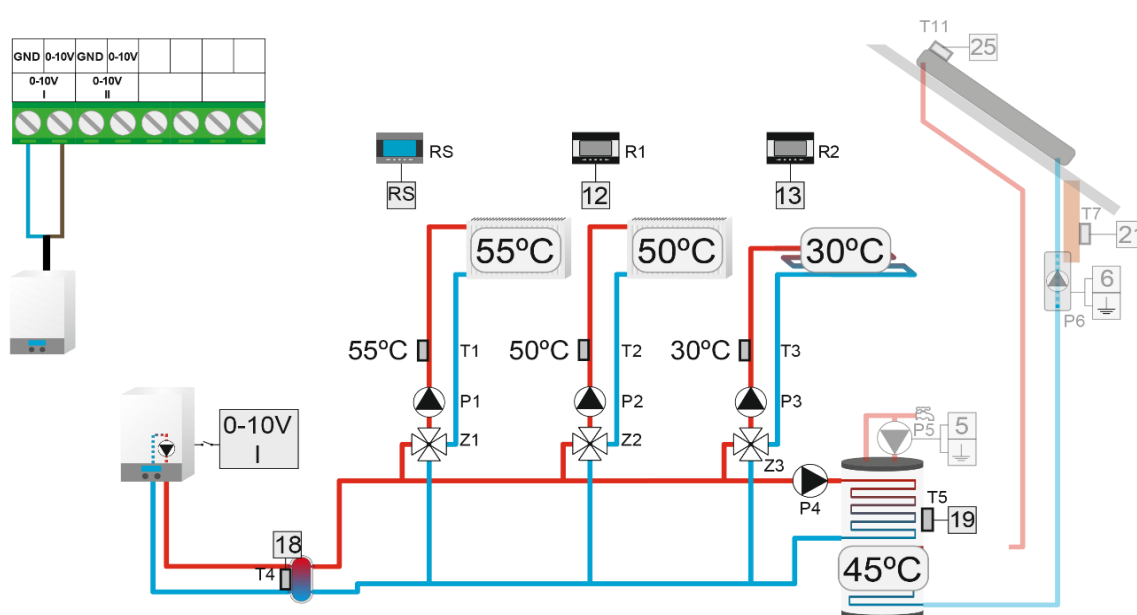 GND 0-10V GND 0-10V
0-10V I 0-10V II
T11 25
RS R1 R2
RS 12 13
T7 21
55ºC 50ºC 30ºC
6
P6
55ºC T1 50ºC T2 30ºC T3
P1 P2 P3
0-10V
I
Z1 Z2 Z3
P5 5
P4
T5 19
18
T4
45ºC